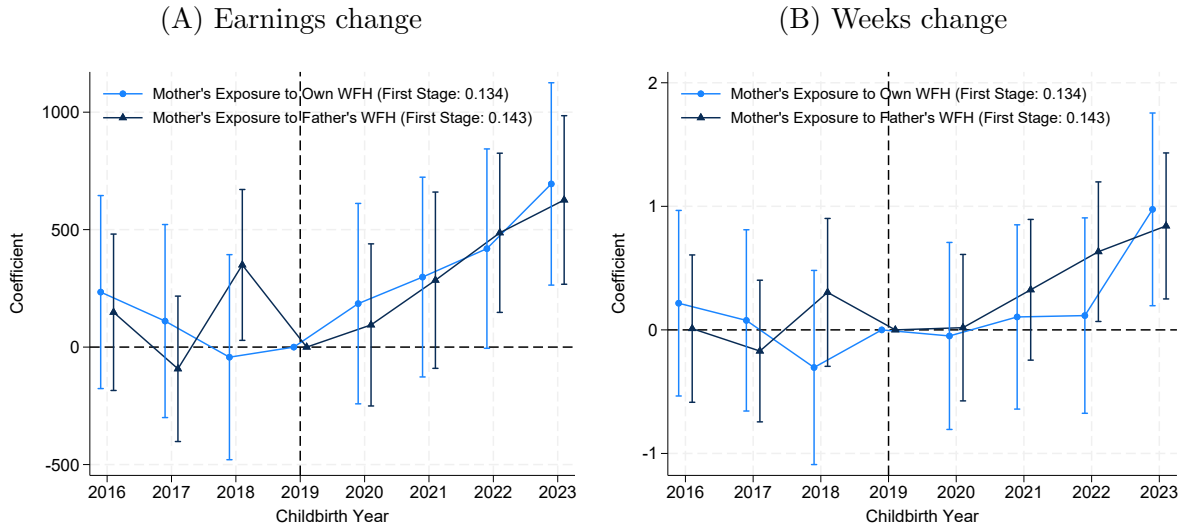 (A) Earnings change
Mother's Exposure to Own WFH (First Stage: 0.134)
Mother's Exposure to Father's WFH (First Stage: 0.143)
1000
500
0
-500
Coefficient
2016 2017 2018 2019 2020 2021 2022 2023
Childbirth Year
(B) Weeks change
Mother's Exposure to Own WFH (First Stage: 0.134)
Mother's Exposure to Father's WFH (First Stage: 0.143)
2
1
0
-1
Coefficient
2016 2017 2018 2019 2020 2021 2022 2023
Childbirth Year